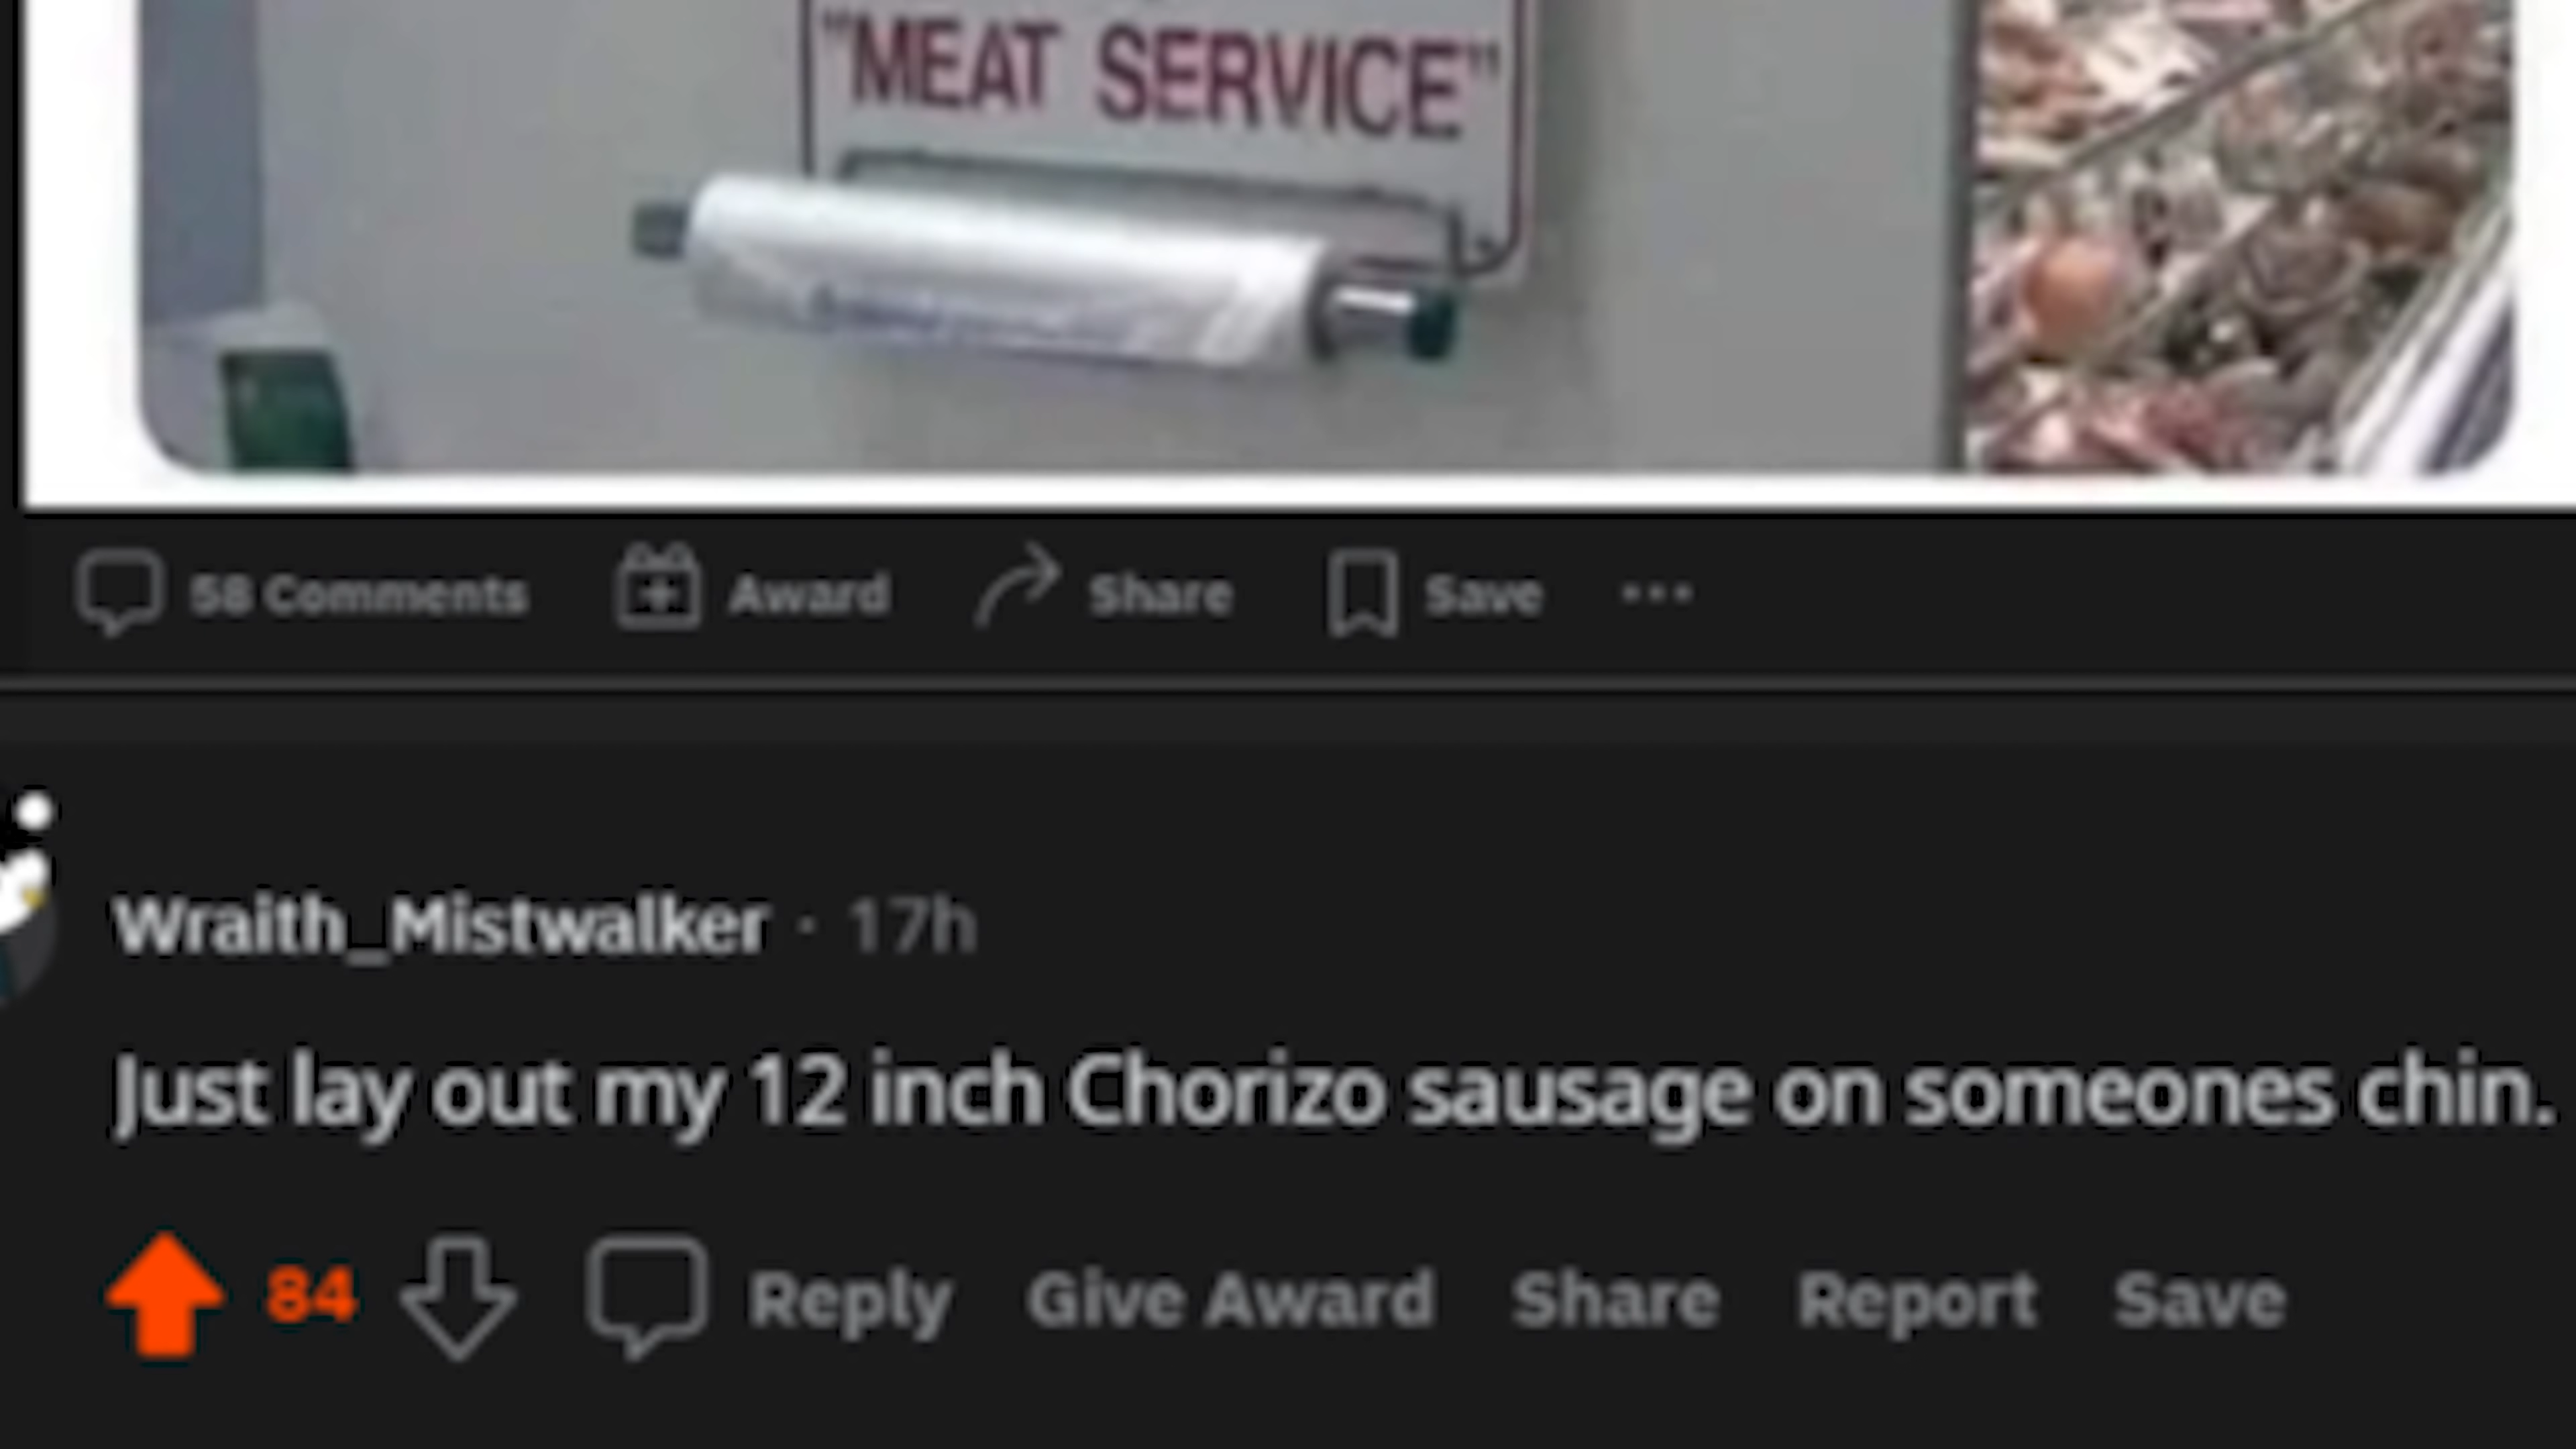 "MEAT SERVICE"
58 Comments Award Share Save
Wraith_Mistwalker · 17h
Just lay out my 12 inch Chorizo sausage on someones chin.
84 Reply Give Award Share Report Save